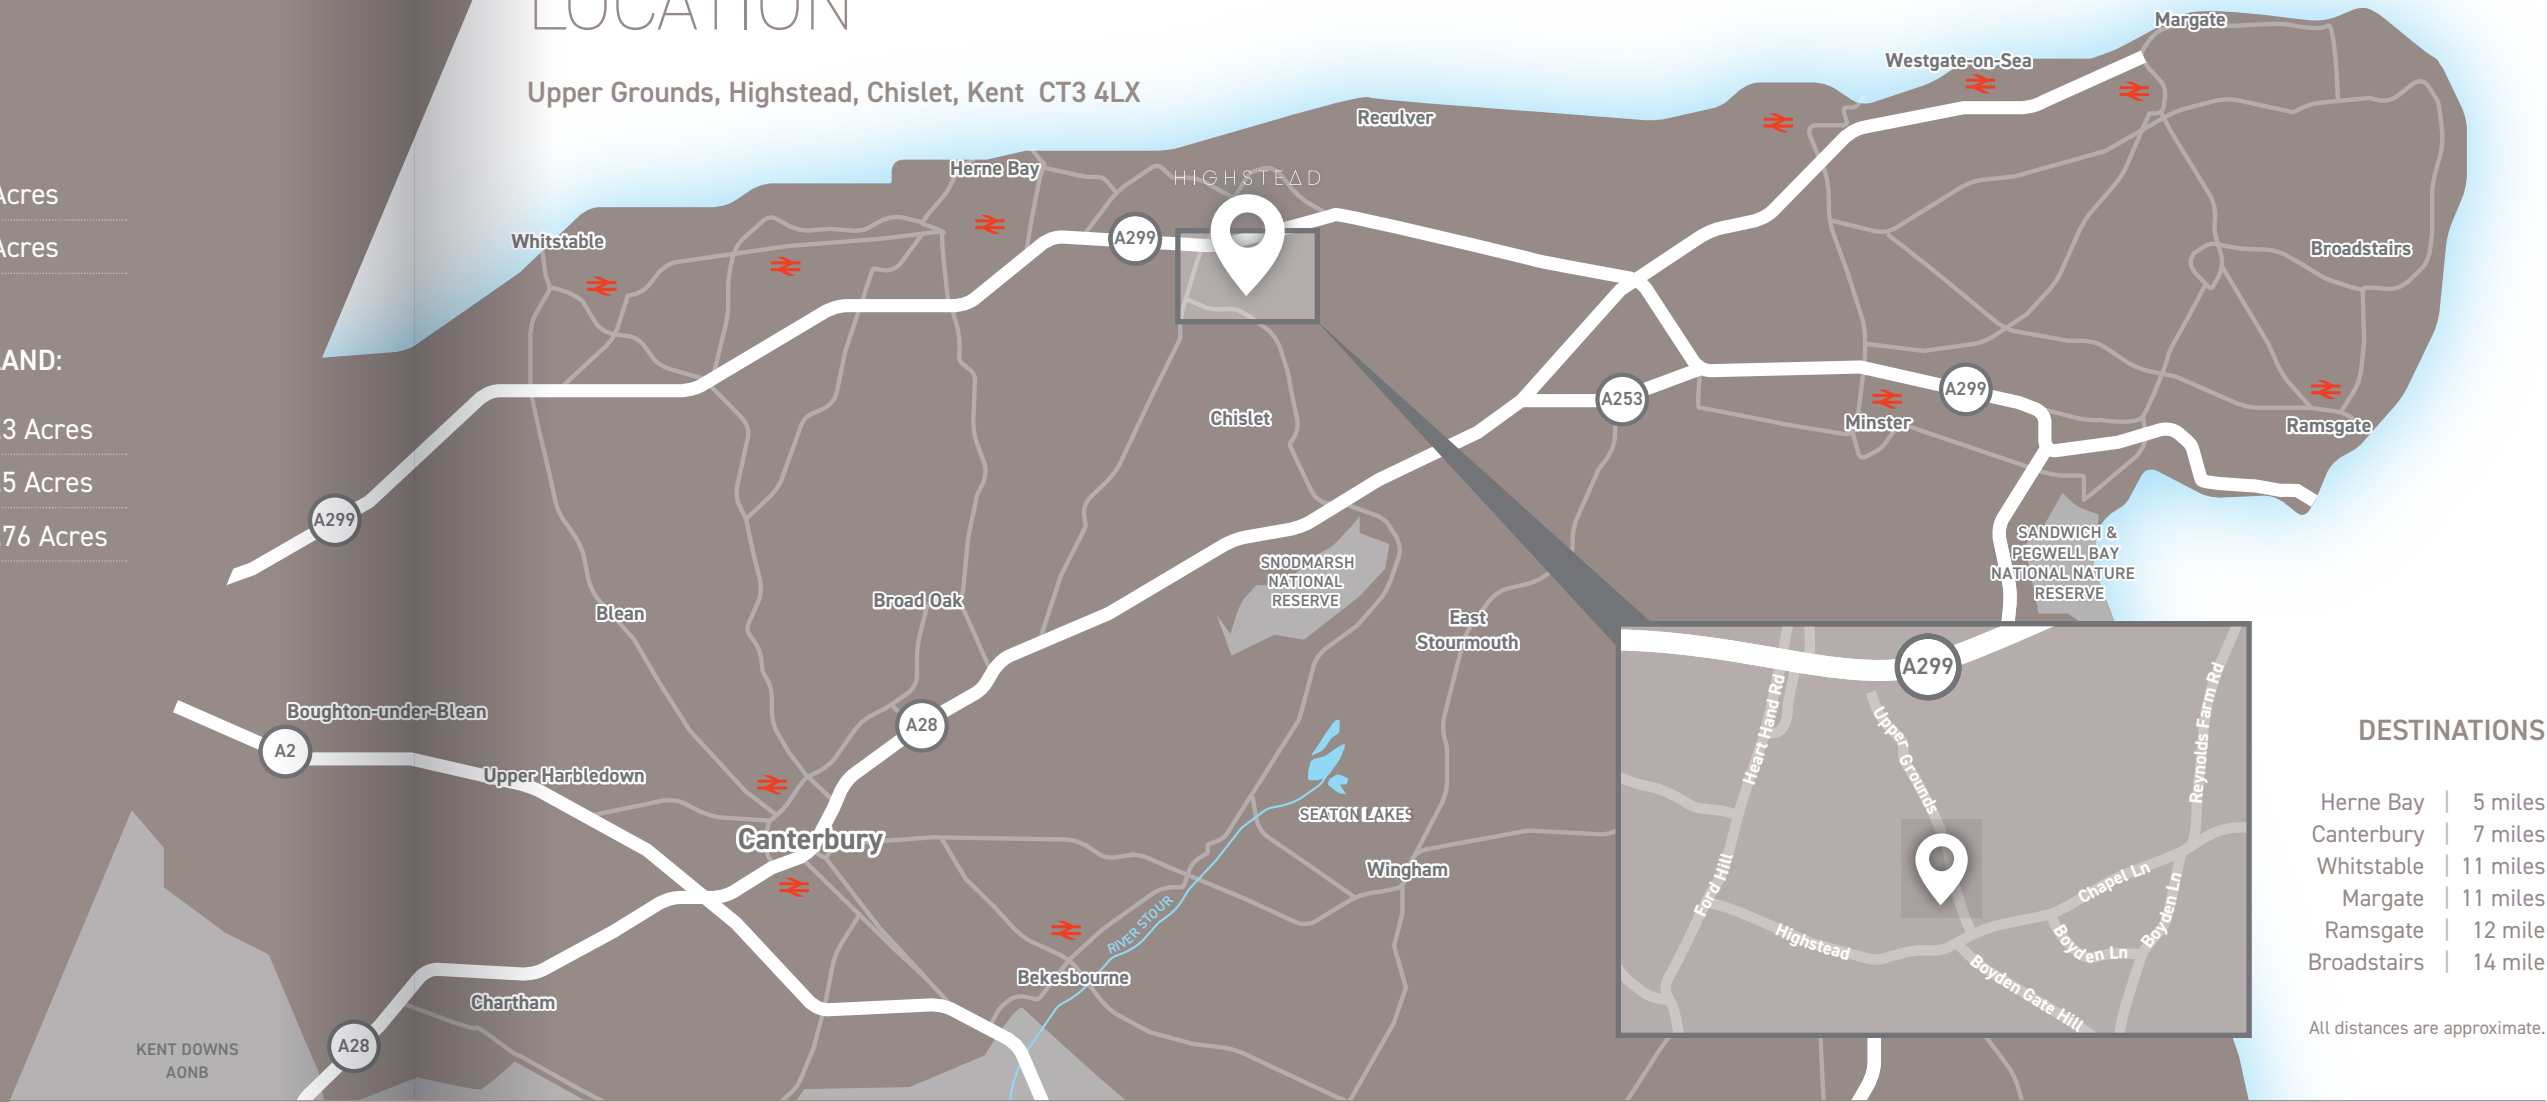 LOCATION
Upper Grounds, Highstead, Chislet, Kent CT3 4LX
Acres
Acres
LAND:
.3 Acres
.5 Acres
.76 Acres
Margate
Westgate-on-Sea
Reculver
Herne Bay
HIGHSTEAD
Whitstable
A299
Broadstairs
A253
A299
Chislet
Minster
Ramsgate
A299
SANDWICH &
PEGWELL BAY
NATIONAL NATURE
RESERVE
SNODMARSH
NATIONAL
RESERVE
Blean
Broad Oak
East
Stourmouth
Boughton-under-Blean
A28
A2
Upper Harbledown
SEATON LAKES
Canterbury
Wingham
RIVER STOUR
Bekesbourne
Chartham
KENT DOWNS
AONB
A28
A299
Heart Hand Rd
Upper Grounds
Reynolds Farm Rd
Ford Hill
Chapel Ln
Highstead
Boyden Ln
Boyden Ln
Boyden Gate Hill
DESTINATIONS
Herne Bay | 5 miles
Canterbury | 7 miles
Whitstable | 11 miles
Margate | 11 miles
Ramsgate | 12 mile
Broadstairs | 14 mile
All distances are approximate.